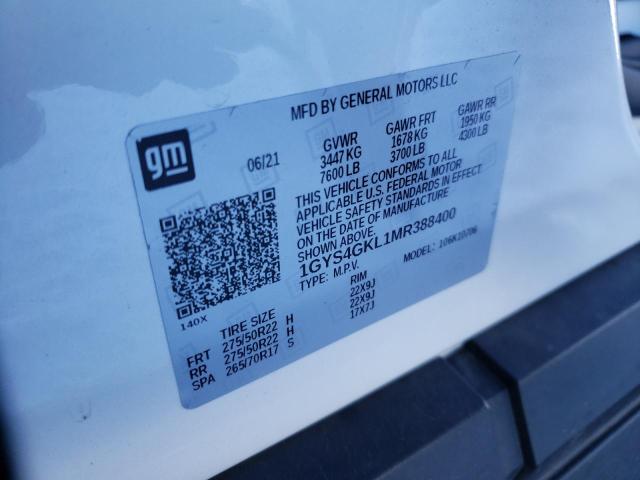 MFD BY GENERAL MOTORS LLC
gm
06/21
GVWR GAWR FRT GAWR RR
3447 KG 1678 KG 1950 KG
7600 LB 3700 LB 4300 LB
THIS VEHICLE CONFORMS TO ALL
APPLICABLE U.S. FEDERAL MOTOR
VEHICLE SAFETY STANDARDS IN EFFECT
ON THE DATE OF MANUFACTURE
SHOWN ABOVE.
1GYS4GKL1MR388400
TYPE: M.P.V. MODEL: 106K10706
140X
TIRE SIZE RIM
FRT 275/50R22 H 22X9J
RR 275/50R22 H 22X9J
SPA 265/70R17 S 17X7J